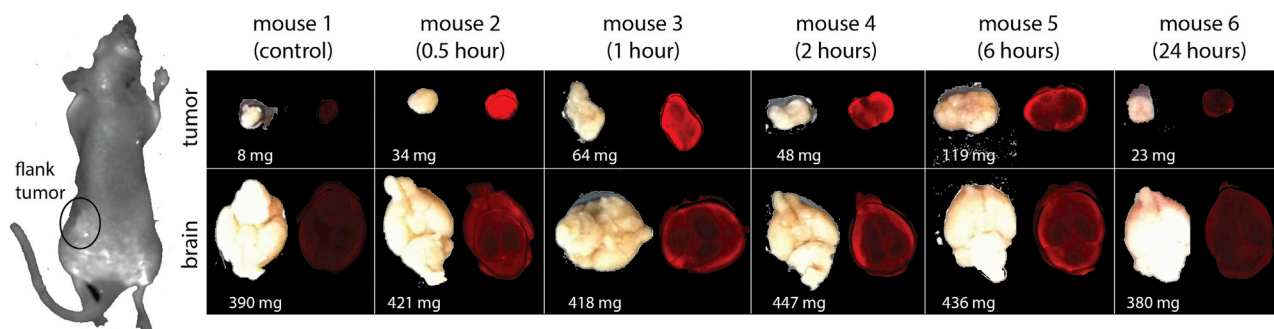 mouse 1
(control)
mouse 2
(0.5 hour)
mouse 3
(1 hour)
mouse 4
(2 hours)
mouse 5
(6 hours)
mouse 6
(24 hours)
flank
tumor
tumor
8 mg
34 mg
64 mg
48 mg
119 mg
23 mg
brain
390 mg
421 mg
418 mg
447 mg
436 mg
380 mg